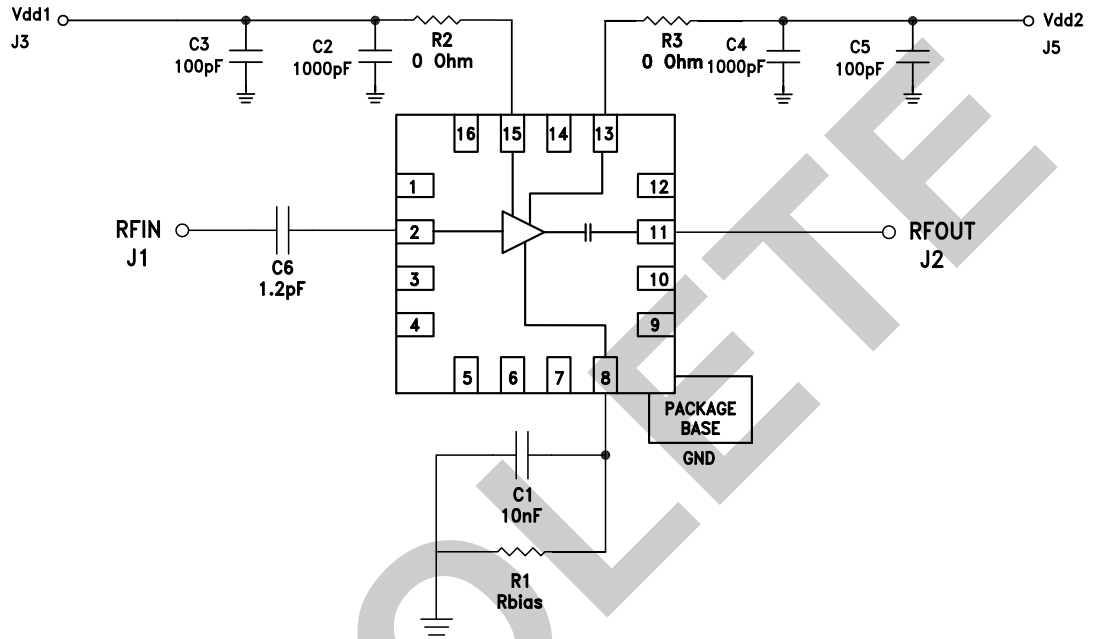 Vdd1
J3
C3
100pF
C2
1000pF
R2
0 Ohm
R3
0 Ohm
C4
1000pF
C5
100pF
Vdd2
J5
16
15
14
13
1
2
3
4
12
11
10
9
5
6
7
8
RFIN
J1
C6
1.2pF
RFOUT
J2
PACKAGE
BASE
GND
C1
10nF
R1
Rbias
OLETE